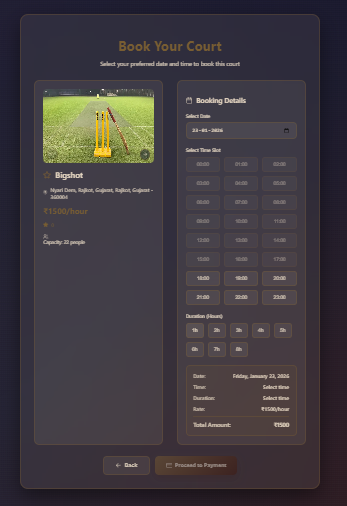 Book Your Court
Select your preferred date and time to book this court
Bigshot
Nyari Dem, Rajkot, Gujarat, Rajkot, Gujarat -
360004
₹1500/hour
Capacity: 22 people
Booking Details
Select Date
23-01-2026
Select Time Slot
00:00 01:00 02:00
03:00 04:00 05:00
06:00 07:00 08:00
09:00 10:00 11:00
12:00 13:00 14:00
15:00 16:00 17:00
18:00 19:00 20:00
21:00 22:00 23:00
Duration (Hours)
1h 2h 3h 4h 5h
6h 7h 8h
Date: Friday, January 23, 2026
Time: Select time
Duration: Select time
Rate: ₹1500/hour
Total Amount: ₹1500
Back
Proceed to Payment